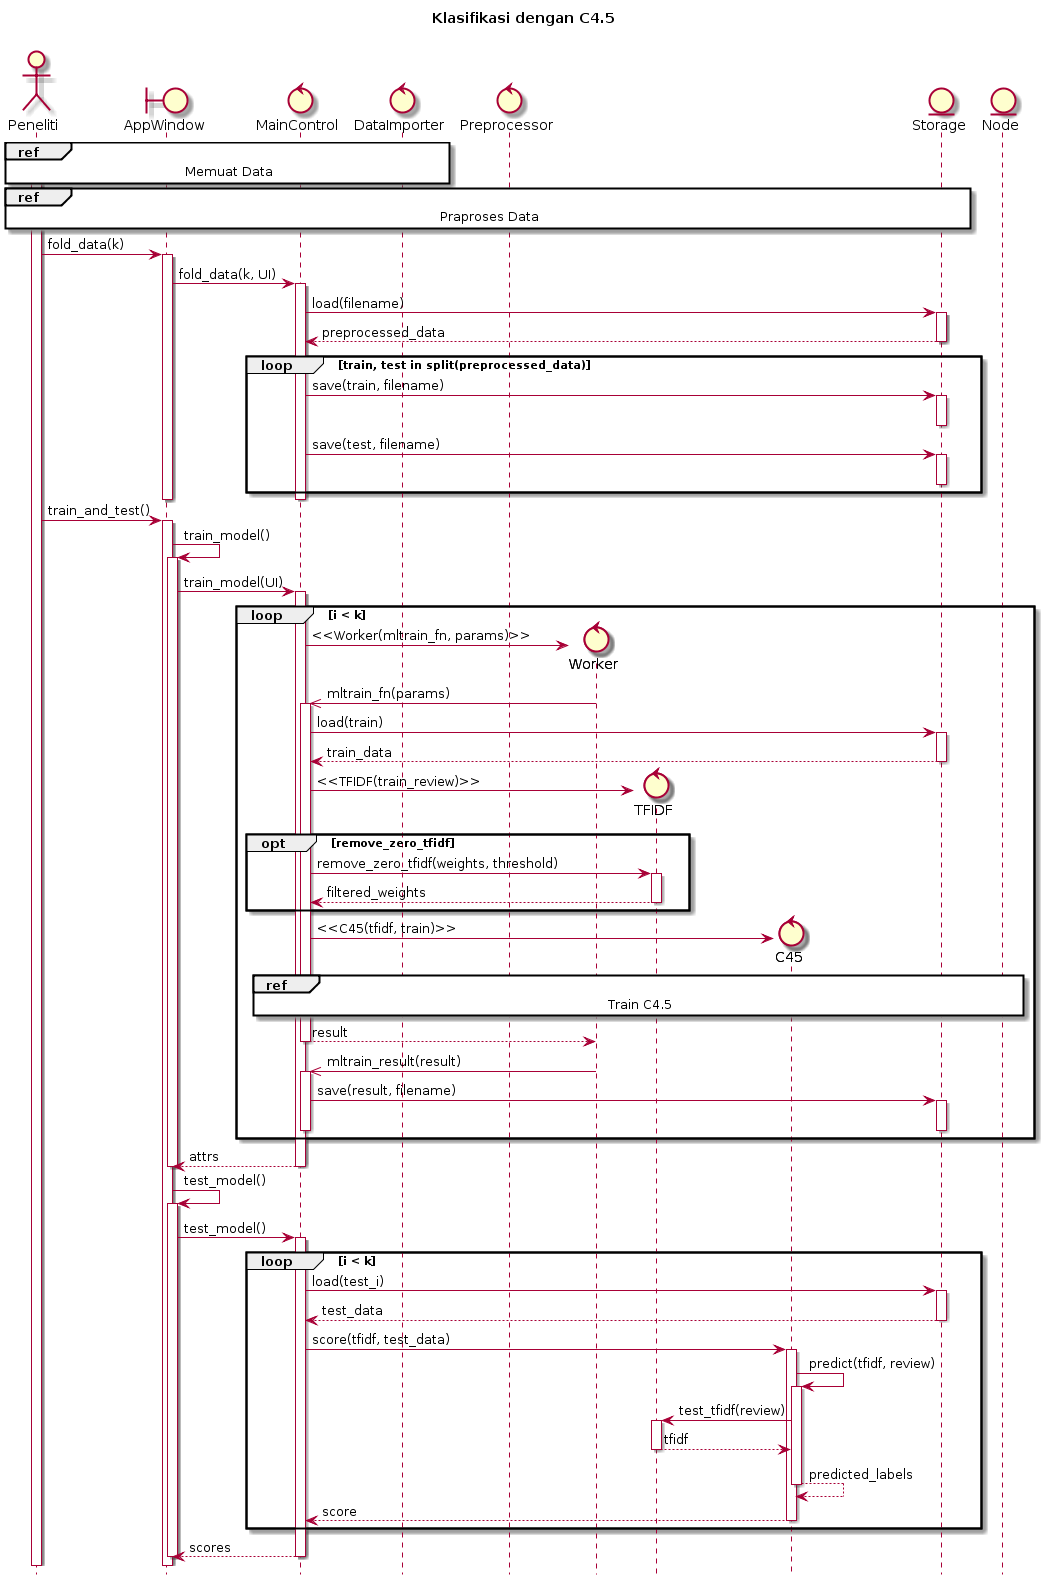 Klasifikasi dengan C4.5
Peneliti
AppWindow
MainControl
DataImporter
Preprocessor
Storage
Node
ref
Memuat Data
ref
Praproses Data
fold_data(k)
fold_data(k, UI)
load(filename)
preprocessed_data
loop
[train, test in split(preprocessed_data)]
save(train, filename)
save(test, filename)
train_and_test()
train_model()
train_model(UI)
loop
[i < k]
<<Worker(mltrain_fn, params)>>
Worker
mltrain_fn(params)
load(train)
train_data
<<TFIDF(train_review)>>
TFIDF
opt
[remove_zero_tfidf]
remove_zero_tfidf(weights, threshold)
filtered_weights
<<C45(tfidf, train)>>
C45
ref
Train C4.5
result
mltrain_result(result)
save(result, filename)
attrs
test_model()
test_model()
loop
[i < k]
load(test_i)
test_data
score(tfidf, test_data)
predict(tfidf, review)
test_tfidf(review)
tfidf
predicted_labels
score
scores